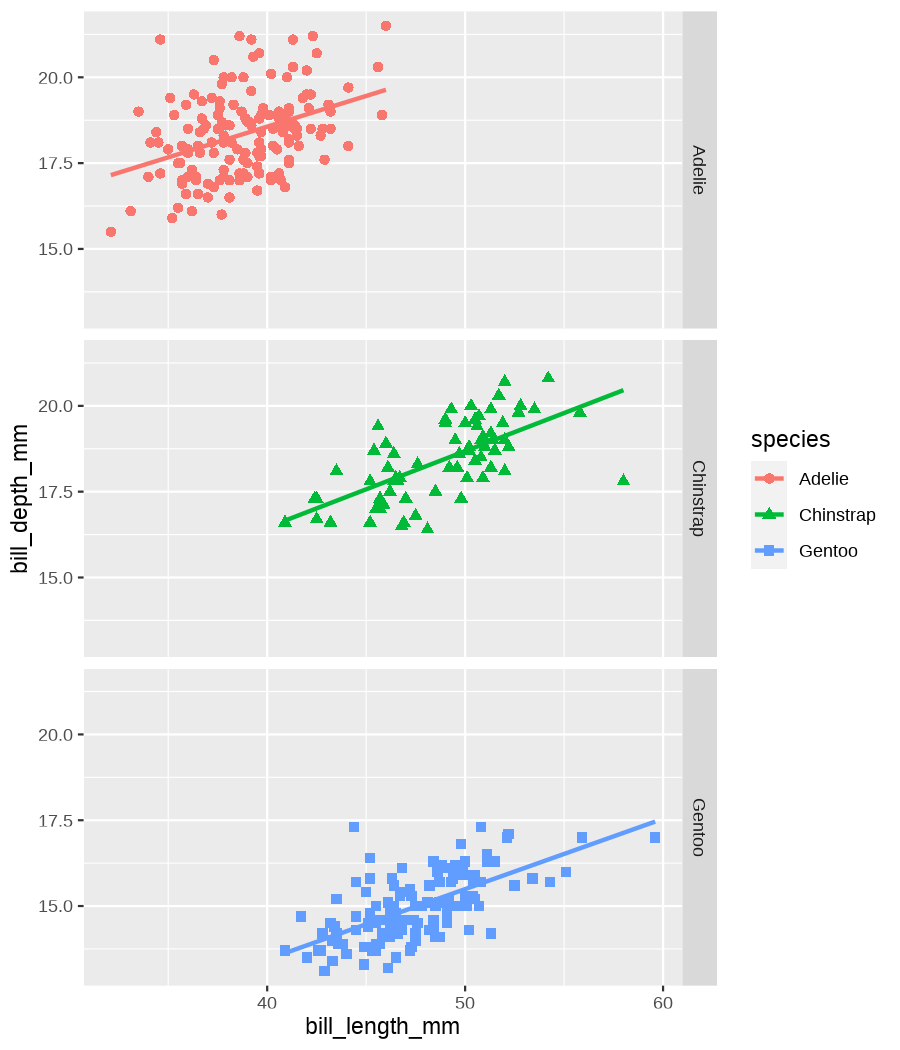 20.0
17.5
15.0
Adelie
20.0
17.5
15.0
Chinstrap
20.0
17.5
15.0
Gentoo
40 50 60
bill_length_mm
bill_depth_mm
species
Adelie
Chinstrap
Gentoo